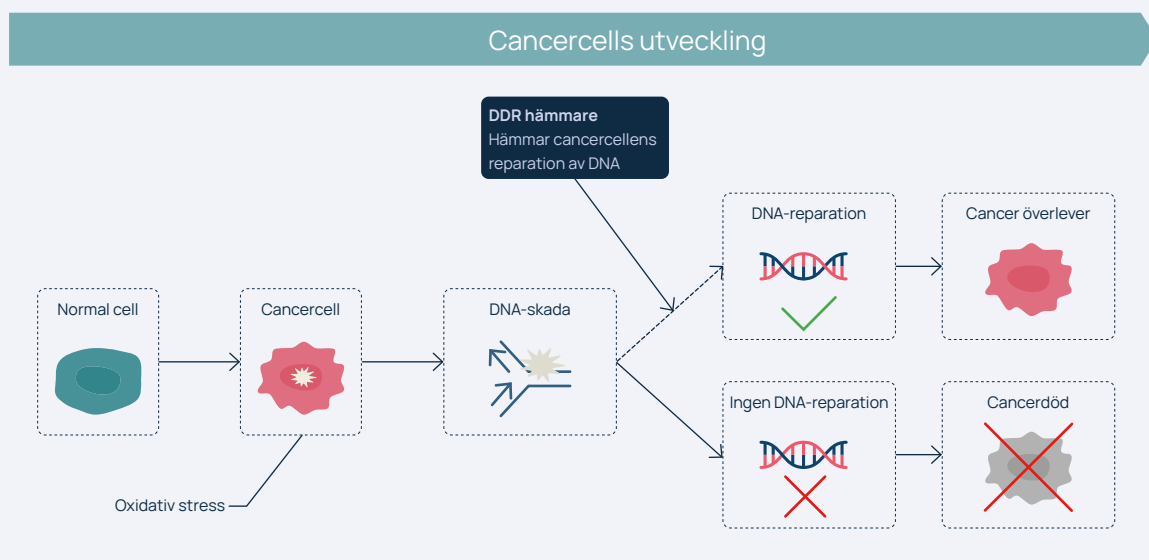 Cancercells utveckling
DDR hämmare
Hämmar cancercellens
reparation av DNA
DNA-reparation
Cancer överlever
Normal cell
Cancercell
DNA-skada
Ingen DNA-reparation
Cancerdöd
Oxidativ stress